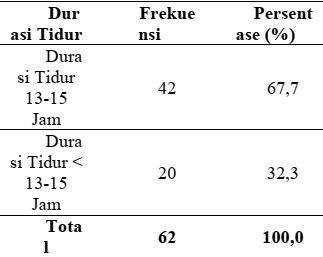 Dur Frekue Persent
asi Tidur nsi ase (%)
Dura
si Tidur
13-15
Jam
42 67,7
Dura
si Tidur <
13-15
Jam
20 32,3
Tota
l
62 100,0